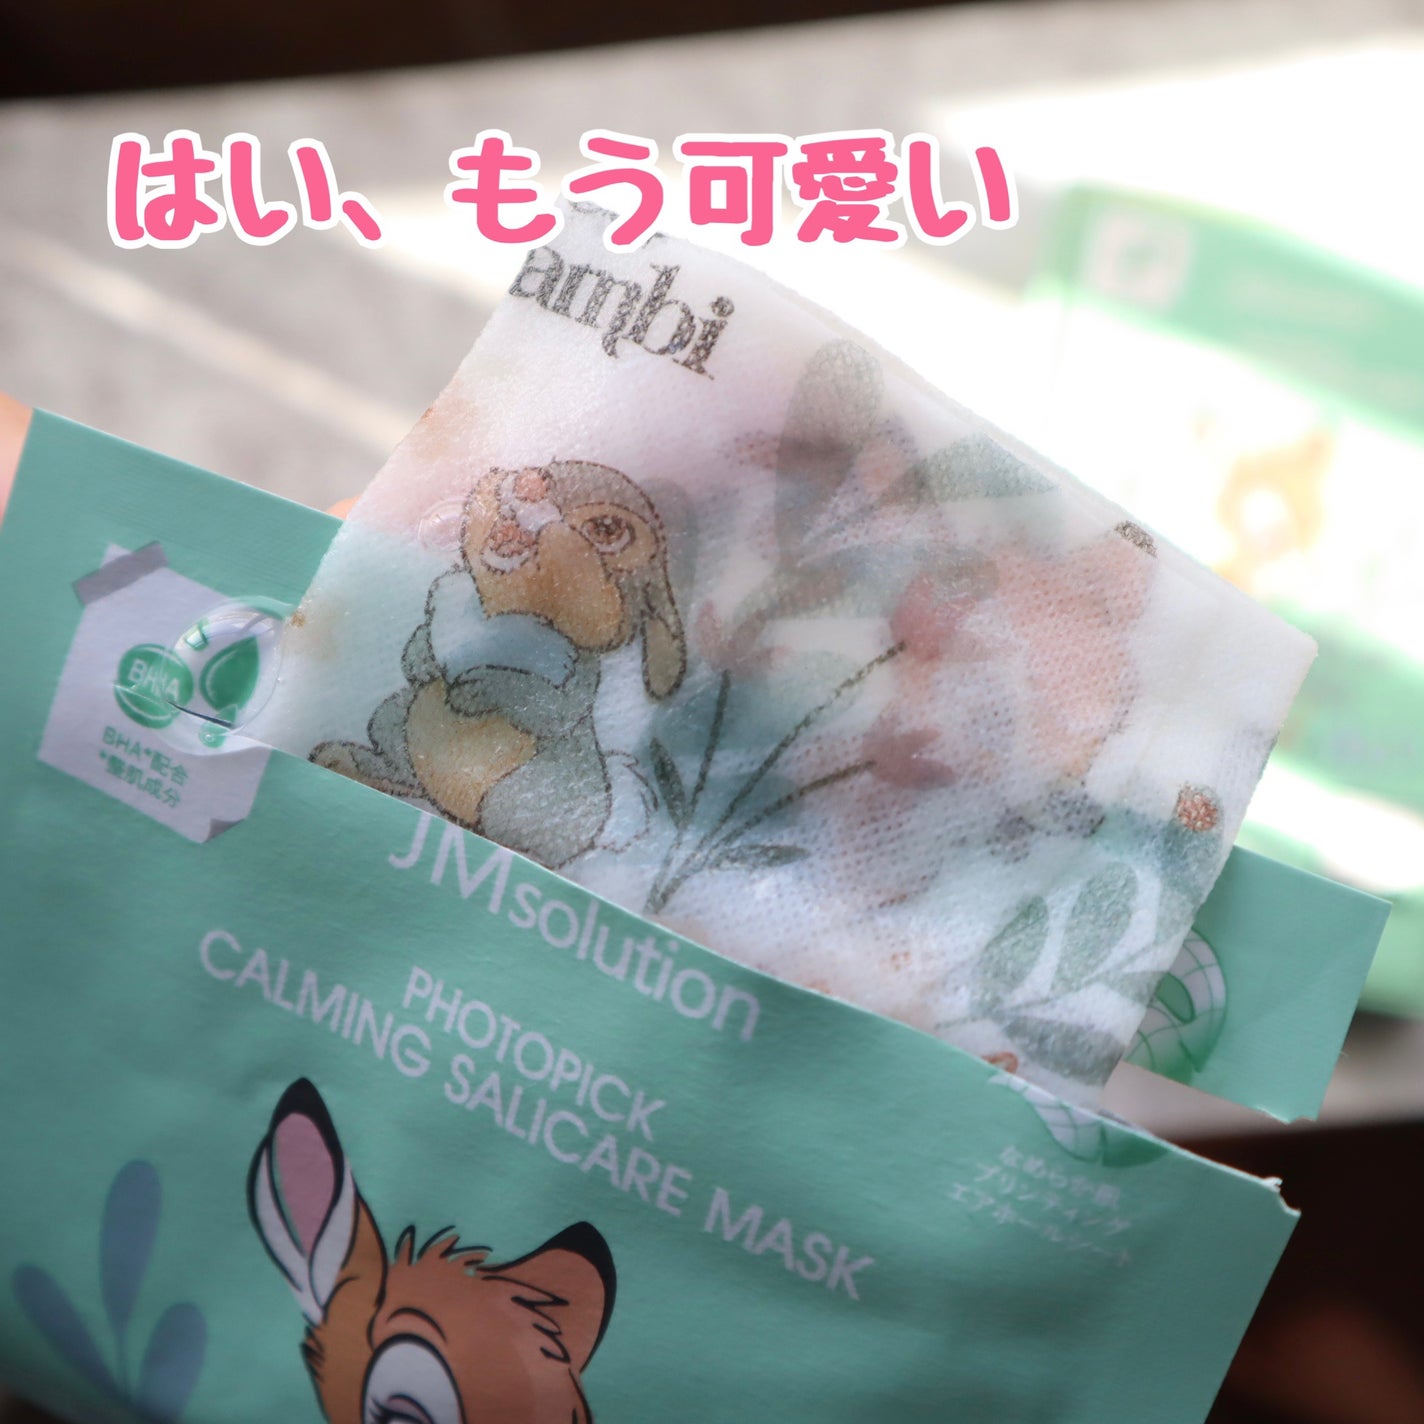 はい、もう可愛い
ambi
BHA
BHA*配合
*整肌成分
JMsolution
PHOTOPICK
CALMING SALICARE MASK
なめらか肌
プリンティング
エアホールシート